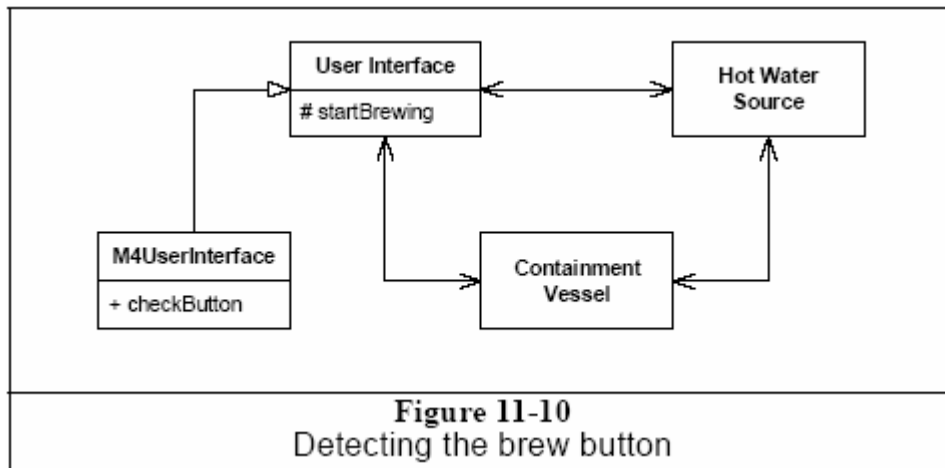 User Interface
# startBrewing
Hot Water
Source
M4UserInterface
+ checkButton
Containment
Vessel
Figure 11-10
Detecting the brew button